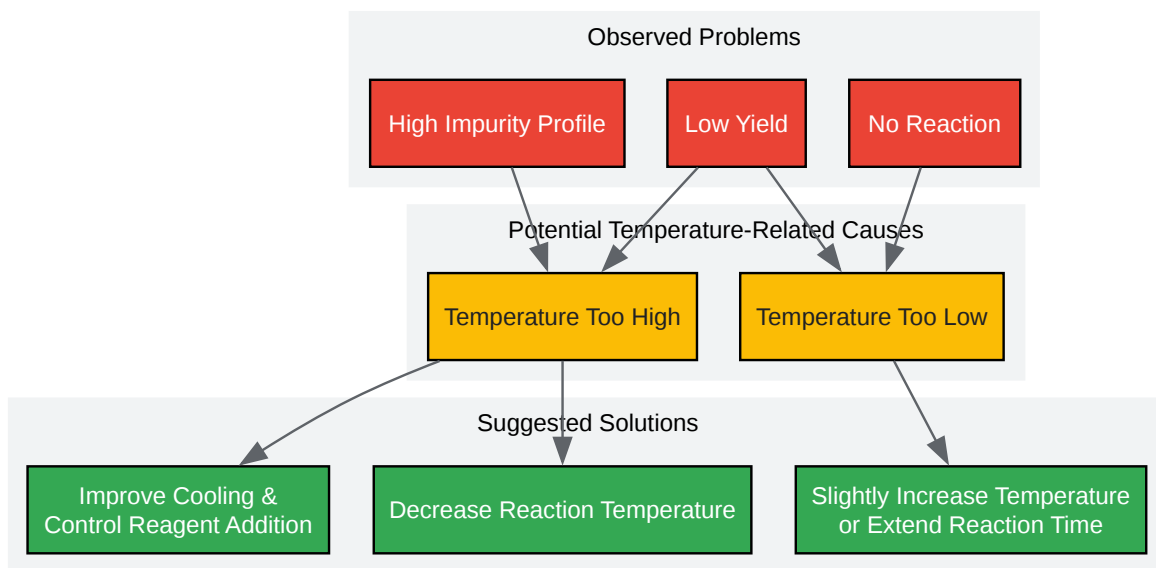 Observed Problems
High Impurity Profile
Low Yield
No Reaction
Potential Temperature-Related Causes
Temperature Too High
Temperature Too Low
Suggested Solutions
Improve Cooling &
Control Reagent Addition
Decrease Reaction Temperature
Slightly Increase Temperature
or Extend Reaction Time